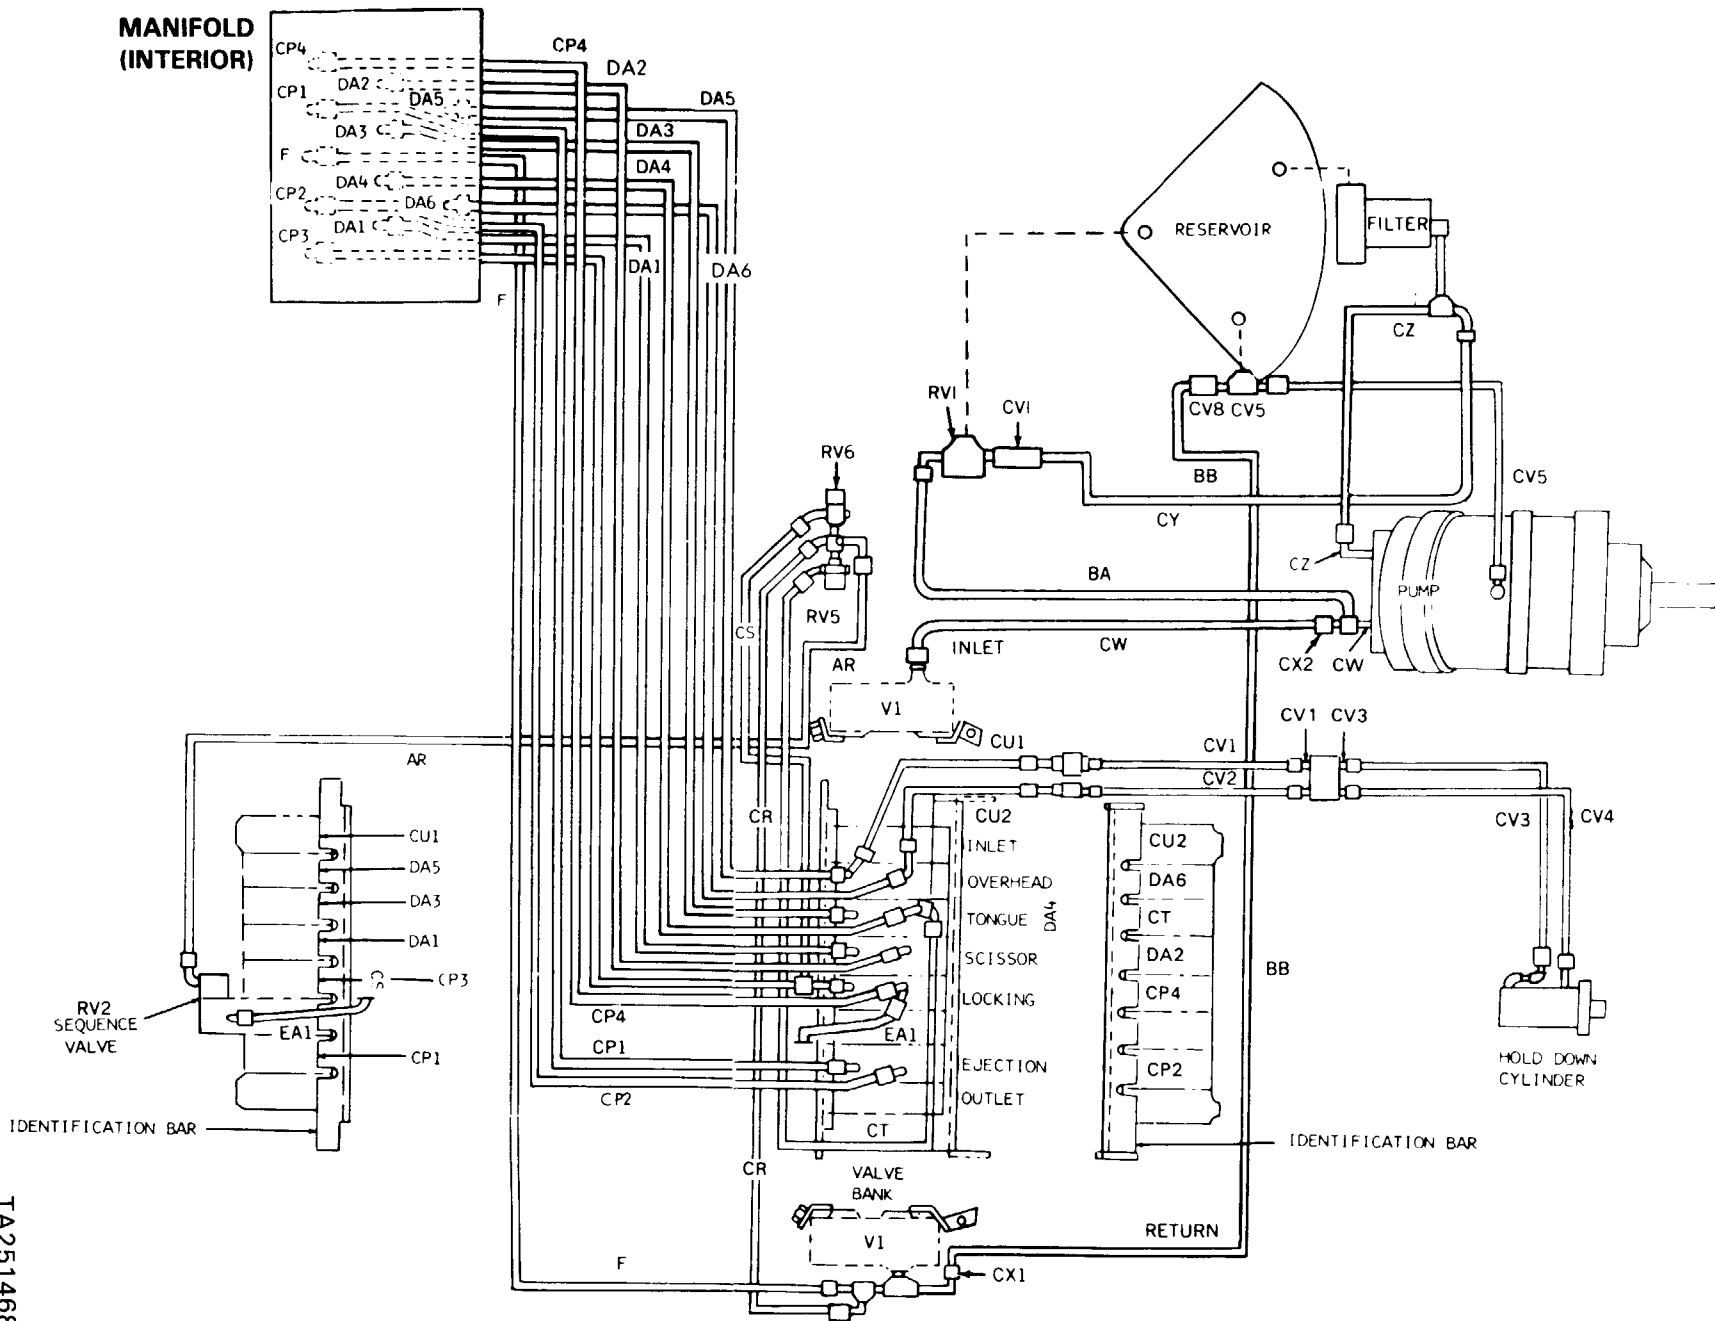 MANIFOLD
(INTERIOR)
CP4
DA2
CP1
DA5
DA3
F
DA4
CP2
DA6
DA1
CP3
CP4
DA2
DA5
DA3
DA4
DA1
DA6
F
RESERVOIR
FILTER
CZ
CV8 CV5
RV1
CV1
BB
CV5
CY
RV6
CZ
BA
PUMP
RV5
CS
AR
INLET
CW
CX2
CW
V1
CU1
CV1
CV3
AR
CV1
CV2
CR
CU2
CV3
CV4
CU1
INLET
CU2
DA5
OVERHEAD
DA6
DA3
TONGUE
DA4
CT
DA1
SCISSOR
DA2
CS
CP3
LOCKING
CP4
BB
RV2
SEQUENCE
VALVE
EA1
CP4
EA1
CP1
CP1
EJECTION
CP2
HOLD DOWN
CYLINDER
CP2
OUTLET
IDENTIFICATION BAR
CT
IDENTIFICATION BAR
CR
VALVE
BANK
RETURN
V1
F
CX1
TA251468